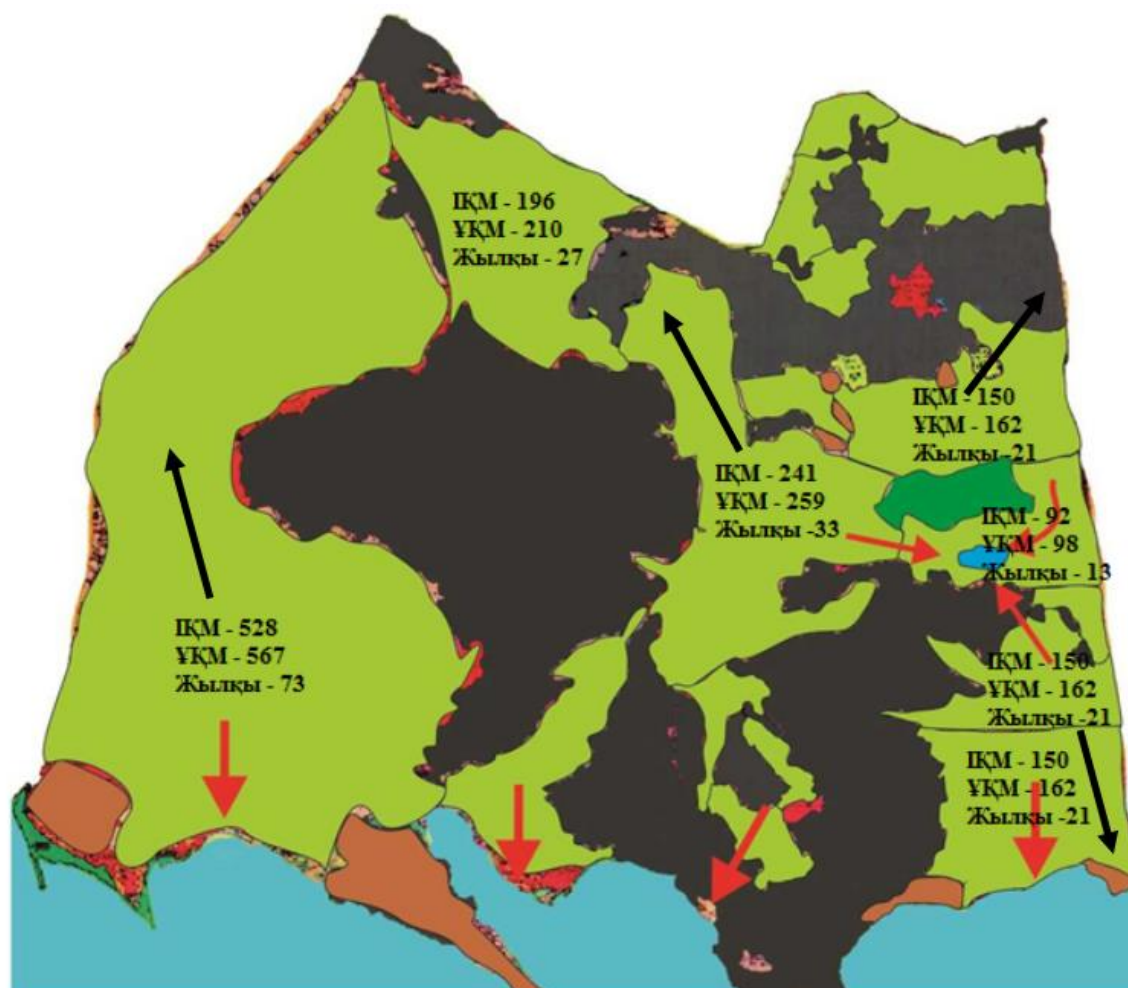 ІҚМ - 196
ҰҚМ - 210
Жылқы - 27
ІҚМ - 150
ҰҚМ - 162
Жылқы -21
ІҚМ - 241
ҰҚМ - 259
Жылқы -33
ІҚМ - 92
ҰҚМ - 98
Жылқы - 13
ІҚМ - 528
ҰҚМ - 567
Жылқы - 73
ІҚМ - 150
ҰҚМ - 162
Жылқы -21
ІҚМ - 150
ҰҚМ - 162
Жылқы -21